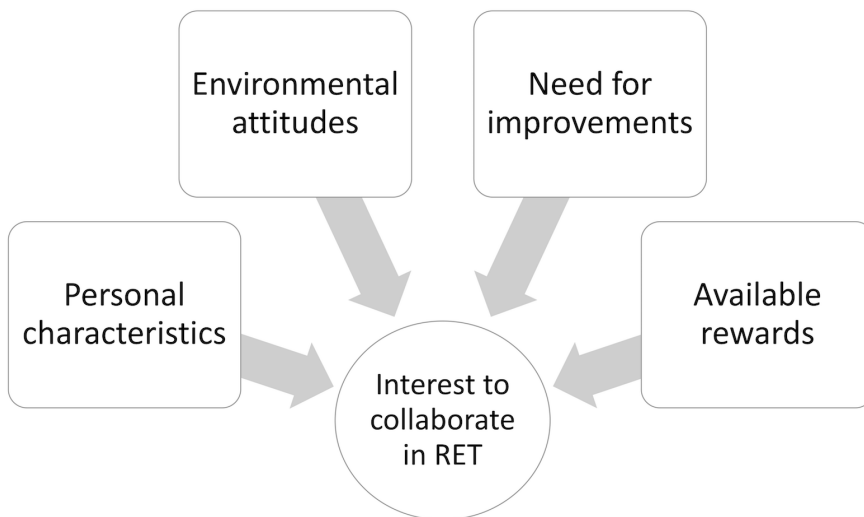 Environmental
attitudes
Need for
improvements
Personal
characteristics
Available
rewards
Interest to
collaborate
in RET